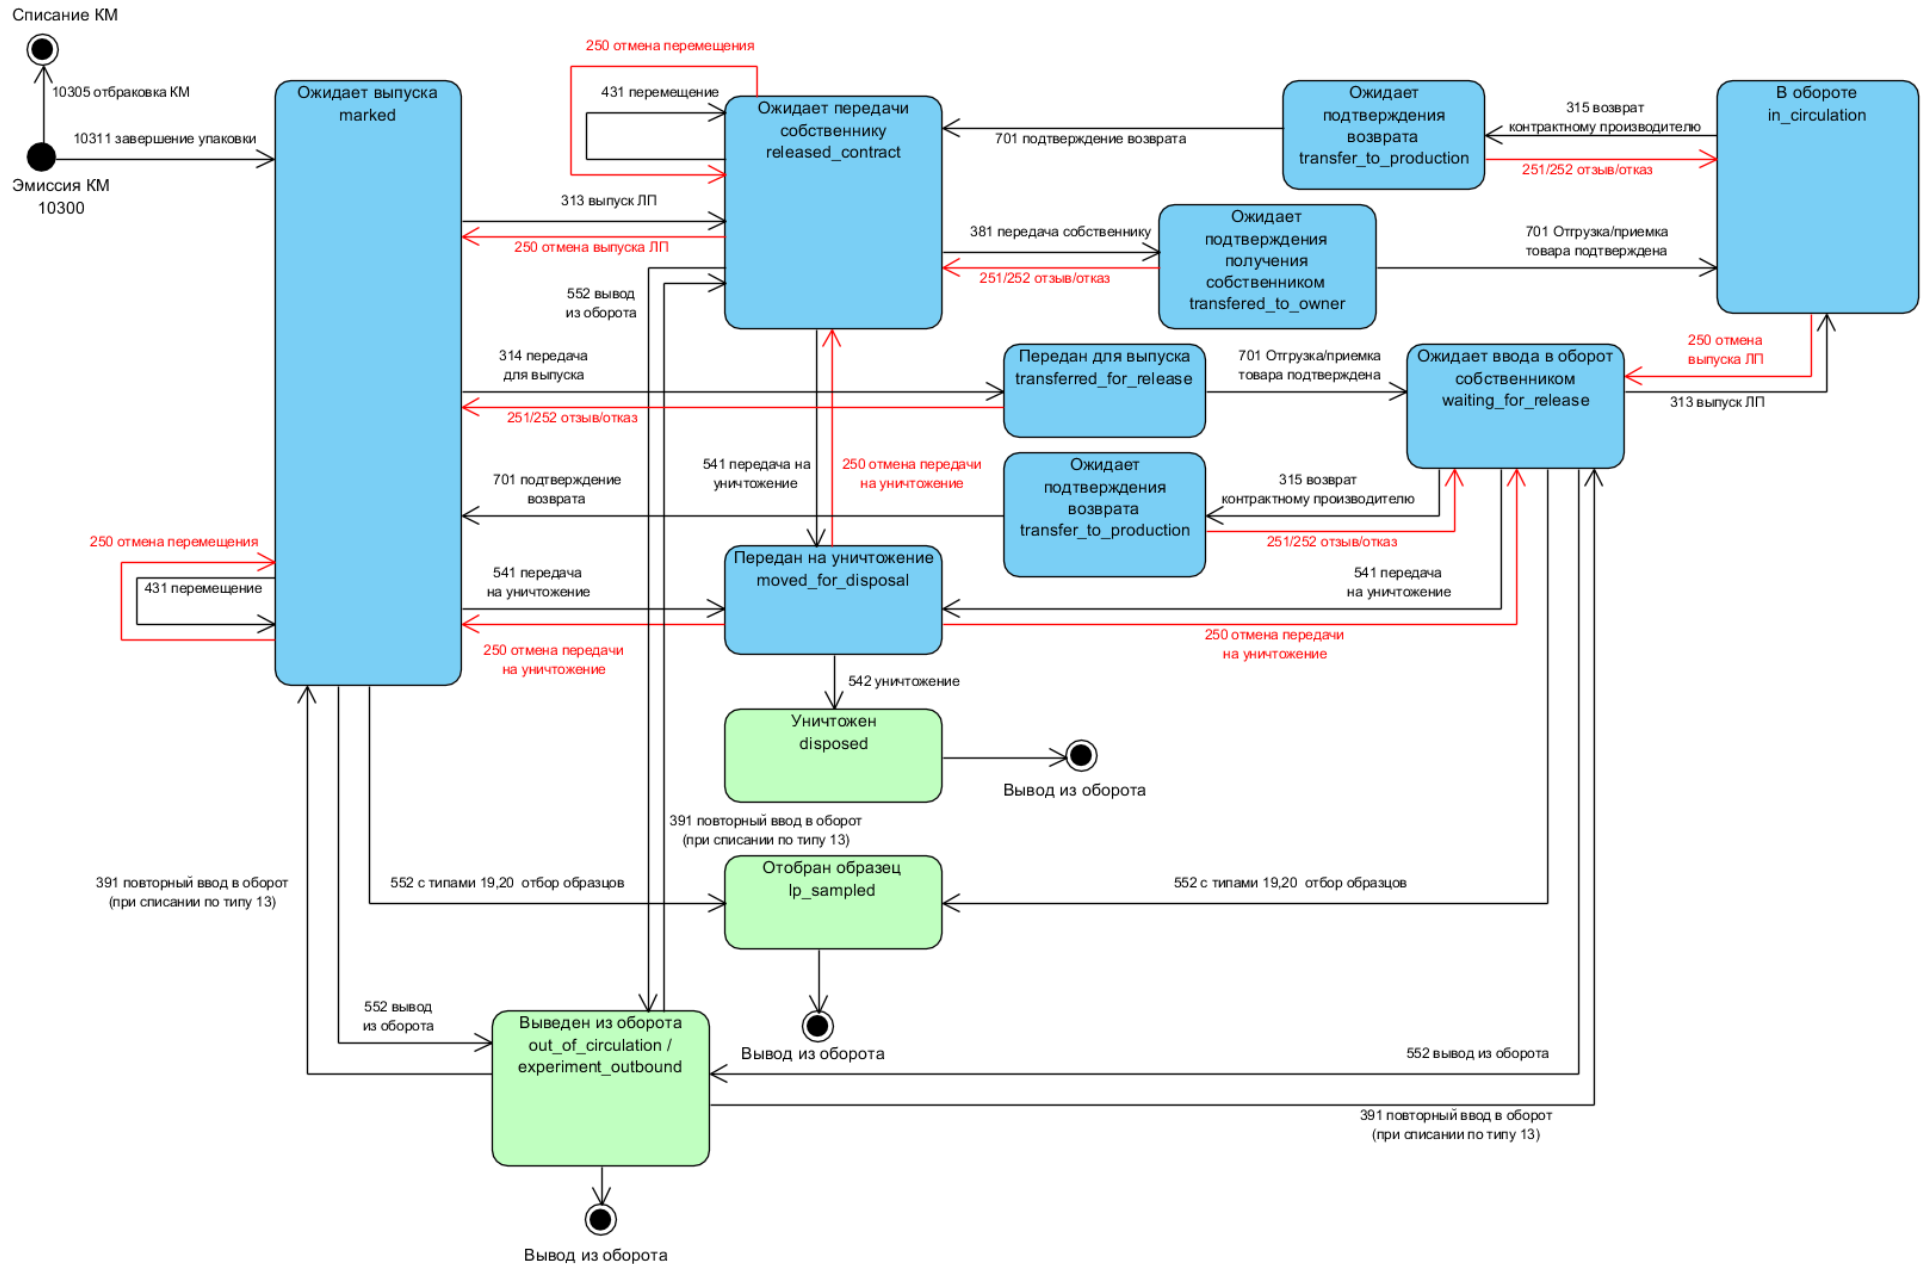 Списание КМ
10305 отбраковка КМ
10311 завершение упаковки
Эмиссия КМ
10300
Ожидает выпуска
marked
250 отмена перемещения
431 перемещение
Ожидает передачи
собственнику
released_contract
701 подтверждение возврата
Ожидает
подтверждения
возврата
transfer_to_production
315 возврат
контрактному производителю
251/252 отзыв/отказ
В обороте
in_circulation
313 выпуск ЛП
250 отмена выпуска ЛП
381 передача собственнику
251/252 отзыв/отказ
Ожидает
подтверждения
получения
собственником
transfered_to_owner
701 Отгрузка/приемка
товара подтверждена
552 вывод
из оборота
314 передача
для выпуска
251/252 отзыв/отказ
Передан для выпуска
transferred_for_release
701 Отгрузка/приемка
товара подтверждена
Ожидает ввода в оборот
собственником
waiting_for_release
250 отмена
выпуска ЛП
313 выпуск ЛП
541 передача на
уничтожение
250 отмена передачи
на уничтожение
701 подтверждение
возврата
Ожидает
подтверждения
возврата
transfer_to_production
315 возврат
контрактному производителю
251/252 отзыв/отказ
250 отмена перемещения
431 перемещение
541 передача
на уничтожение
250 отмена передачи
на уничтожение
Передан на уничтожение
moved_for_disposal
541 передача
на уничтожение
250 отмена передачи
на уничтожение
542 уничтожение
Уничтожен
disposed
Вывод из оборота
391 повторный ввод в оборот
(при списании по типу 13)
391 повторный ввод в оборот
(при списании по типу 13)
552 с типами 19,20 отбор образцов
Отобран образец
lp_sampled
552 с типами 19,20 отбор образцов
Вывод из оборота
552 вывод
из оборота
Выведен из оборота
out_of_circulation /
experiment_outbound
552 вывод из оборота
391 повторный ввод в оборот
(при списании по типу 13)
Вывод из оборота